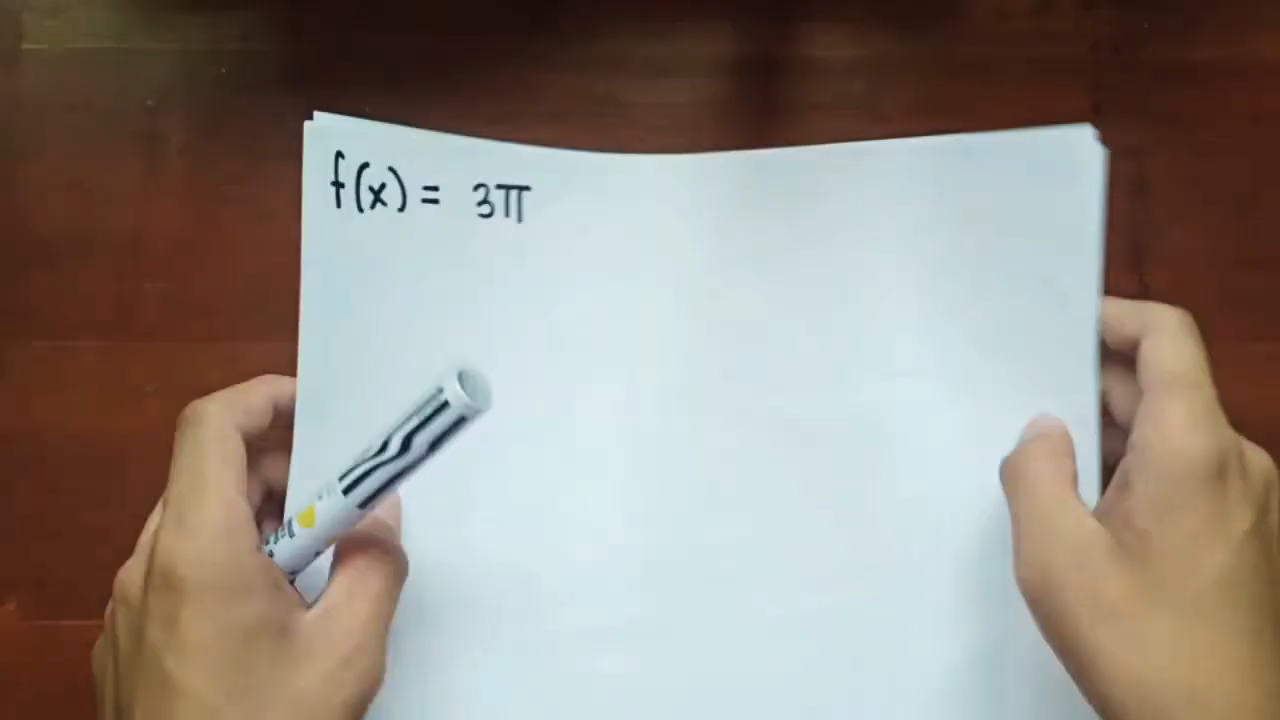 f(x) = 3π